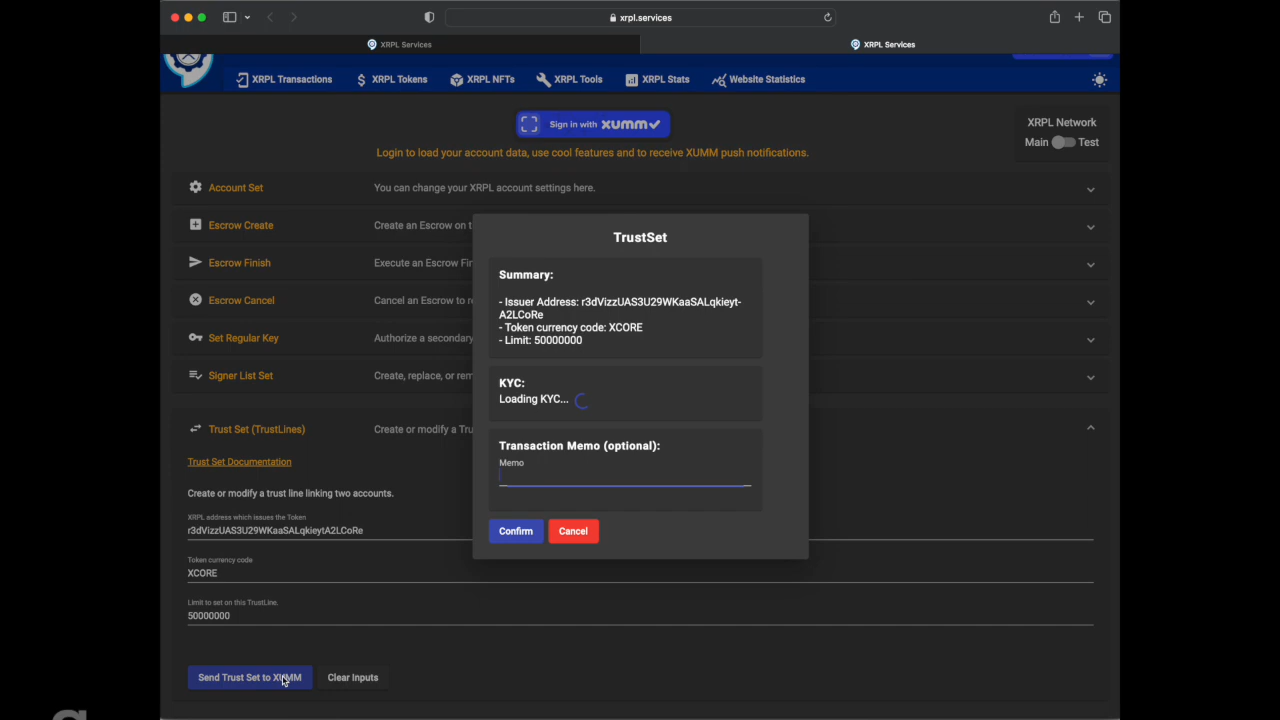 xrpl.services
XRPL Services
XRPL Services
XRPL Transactions
XRPL Tokens
XRPL NFTs
XRPL Tools
XRPL Stats
Website Statistics
Sign in with XUMM
XRPL Network
Main Test
Login to load your account data, use cool features and to receive XUMM push notifications.
Account Set You can change your XRPL account settings here.
Escrow Create Create an Escrow on t
Escrow Finish Execute an Escrow Fin
Escrow Cancel Cancel an Escrow to re
Set Regular Key Authorize a secondary
Signer List Set Create, replace, or rem
Trust Set (TrustLines) Create or modify a Tru
Trust Set Documentation
Create or modify a trust line linking two accounts.
XRPL address which issues the Token
r3dVizzUAS3U29WKaaSALqkieytA2LCoRe
Token currency code
XCORE
Limit to set on this TrustLine.
50000000
Send Trust Set to XUMM
Clear Inputs
TrustSet
Summary:
- Issuer Address: r3dVizzUAS3U29WKaaSALqkieyt-
A2LCoRe
- Token currency code: XCORE
- Limit: 50000000
KYC:
Loading KYC...
Transaction Memo (optional):
Memo
Confirm
Cancel